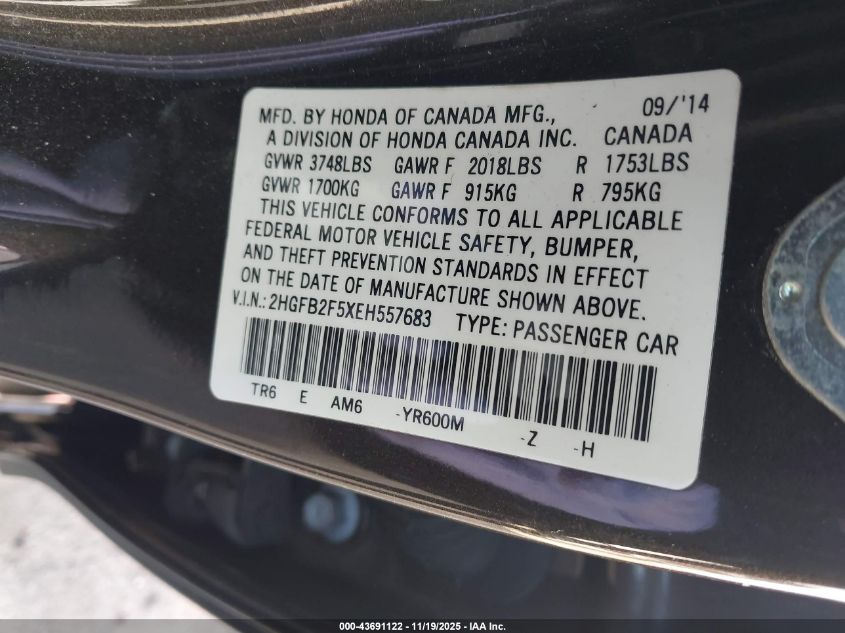 MFD. BY HONDA OF CANADA MFG., 09/'14
A DIVISION OF HONDA CANADA INC. CANADA
GVWR 3748LBS GAWR F 2018LBS R 1753LBS
GVWR 1700KG GAWR F 915KG R 795KG
THIS VEHICLE CONFORMS TO ALL APPLICABLE
FEDERAL MOTOR VEHICLE SAFETY, BUMPER,
AND THEFT PREVENTION STANDARDS IN EFFECT
ON THE DATE OF MANUFACTURE SHOWN ABOVE.
V.I.N.: 2HGFB2F5XEH557683 TYPE: PASSENGER CAR
TR6 E AM6 -YR600M -Z -H
000-43691122 - 11/19/2025 - IAA Inc.